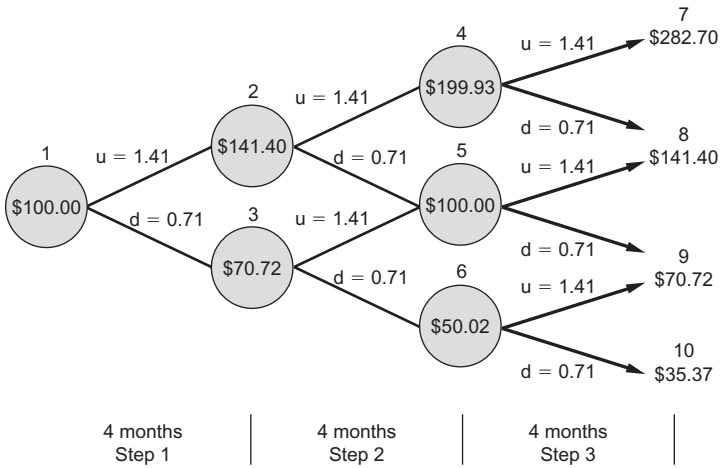 1
$100.00
u = 1.41
d = 0.71
2
$141.40
3
$70.72
u = 1.41
d = 0.71
u = 1.41
d = 0.71
4
$199.93
5
$100.00
6
$50.02
u = 1.41
d = 0.71
u = 1.41
d = 0.71
u = 1.41
d = 0.71
7
$282.70
8
$141.40
9
$70.72
10
$35.37
4 months
Step 1
4 months
Step 2
4 months
Step 3